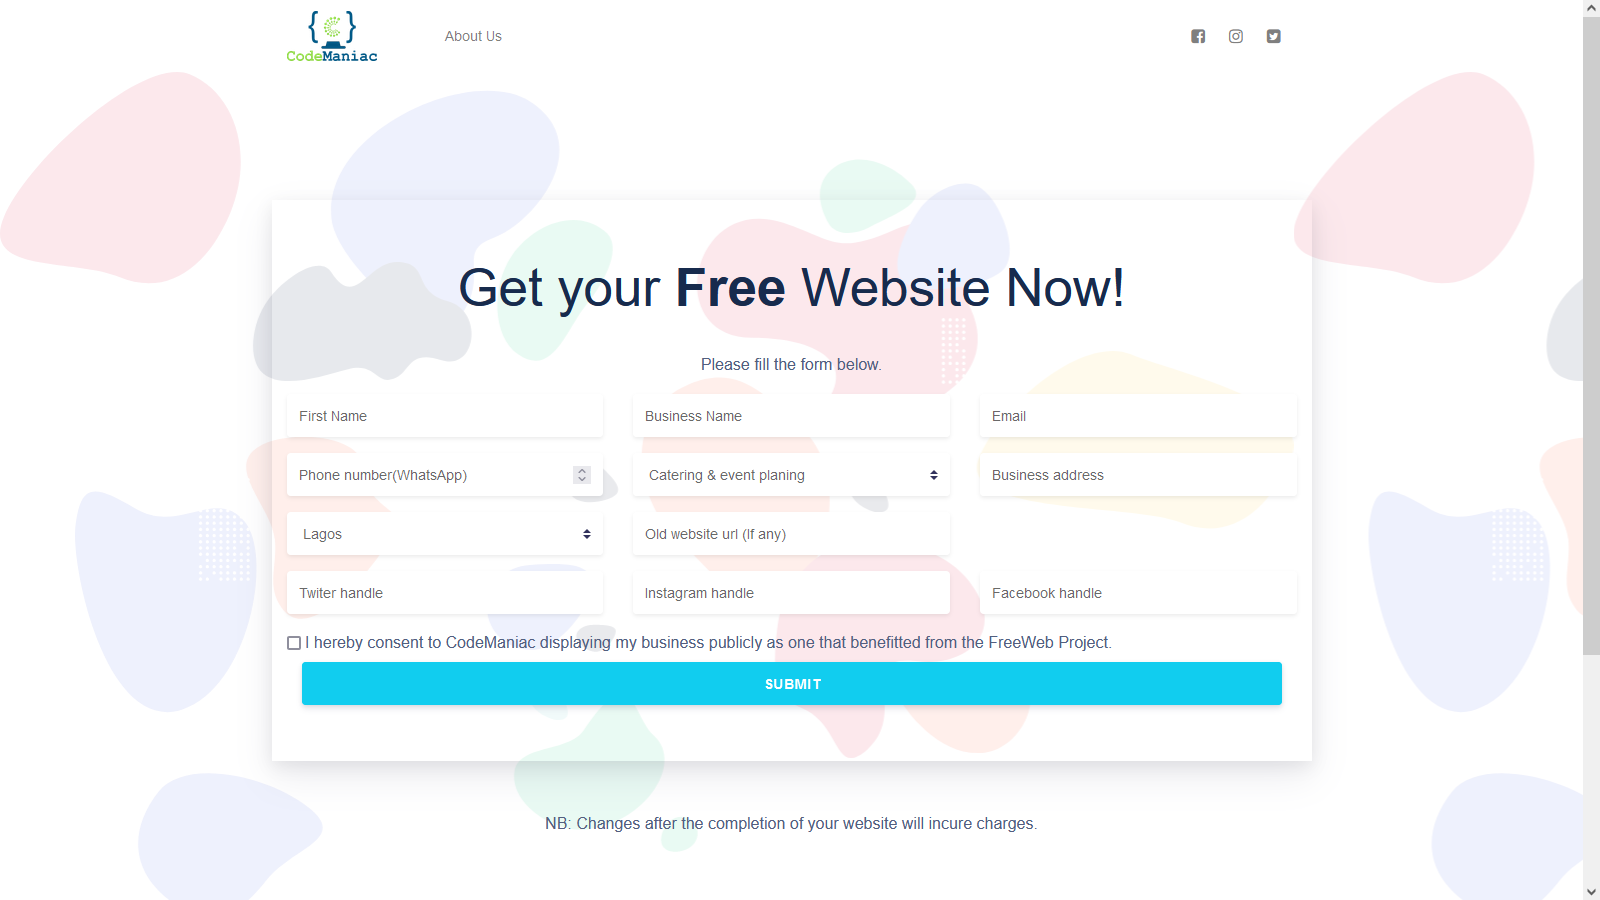 { }
CodeManiac
About Us
Get your Free Website Now!
Please fill the form below.
First Name
Business Name
Email
Phone number(WhatsApp)
Catering & event planing
Business address
Lagos
Old website url (If any)
Twiter handle
Instagram handle
Facebook handle
I hereby consent to CodeManiac displaying my business publicly as one that benefitted from the FreeWeb Project.
SUBMIT
NB: Changes after the completion of your website will incure charges.